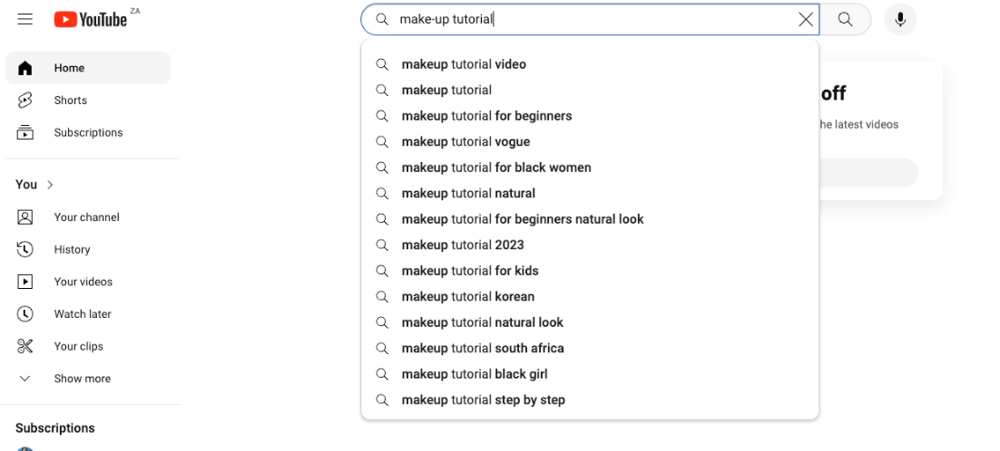 YouTube ZA
make-up tutorial
Home
Shorts
Subscriptions
You
Your channel
History
Your videos
Watch later
Your clips
Show more
Subscriptions
makeup tutorial video
makeup tutorial
makeup tutorial for beginners
makeup tutorial vogue
makeup tutorial for black women
makeup tutorial natural
makeup tutorial for beginners natural look
makeup tutorial 2023
makeup tutorial for kids
makeup tutorial korean
makeup tutorial natural look
makeup tutorial south africa
makeup tutorial black girl
makeup tutorial step by step
off
he latest videos